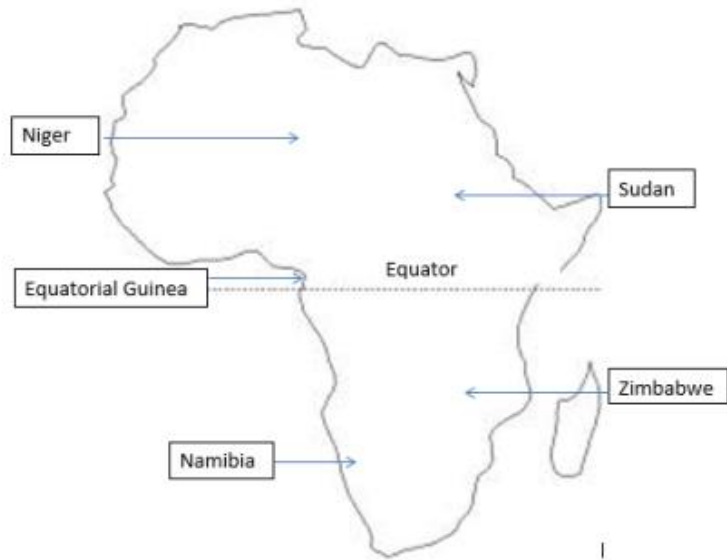 Niger
Sudan
Equator
Equatorial Guinea
Zimbabwe
Namibia